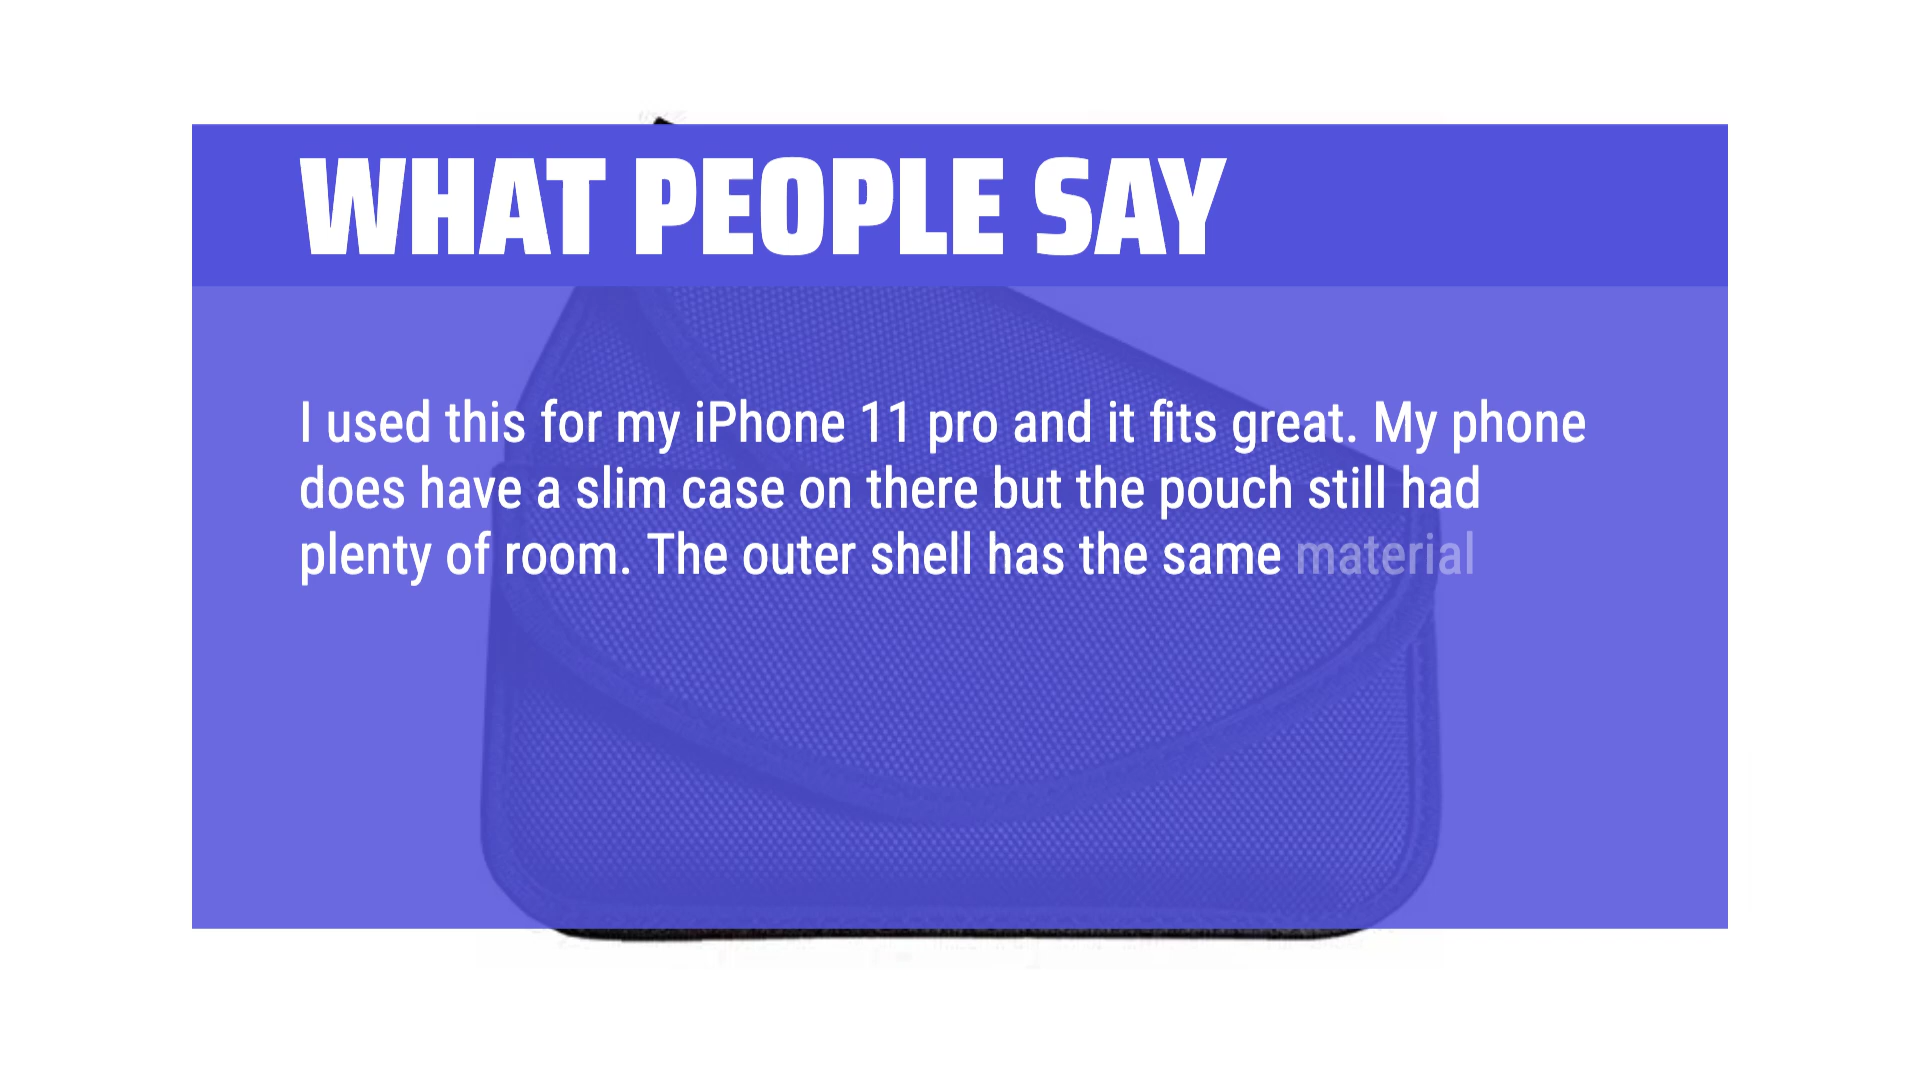 WHAT PEOPLE SAY
I used this for my iPhone 11 pro and it fits great. My phone
does have a slim case on there but the pouch still had
plenty of room. The outer shell has the same material